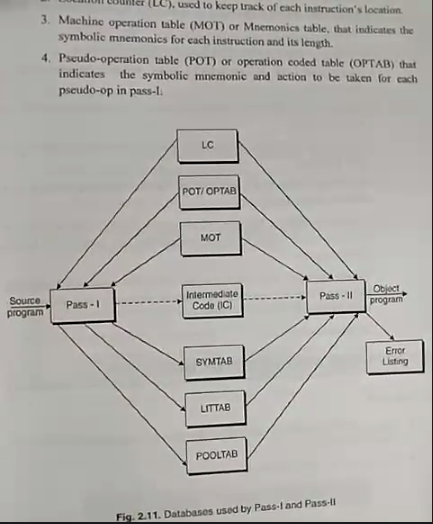 counter (LC), used to keep track of each instruction's location.
3. Machine operation table (MOT) or Mnemonics table, that indicates the
symbolic mnemonics for each instruction and its length.
4. Pseudo-operation table (POT) or operation coded table (OPTAB) that
indicates the symbolic mnemonic and action to be taken for each
pseudo-op in pass-I.
LC
POT/ OPTAB
MOT
Source
program
Pass - I
Intermediate
Code (IC)
Pass - II
Object
program
Error
Listing
SYMTAB
LITTAB
POOLTAB
Fig. 2.11. Databases used by Pass-I and Pass-II